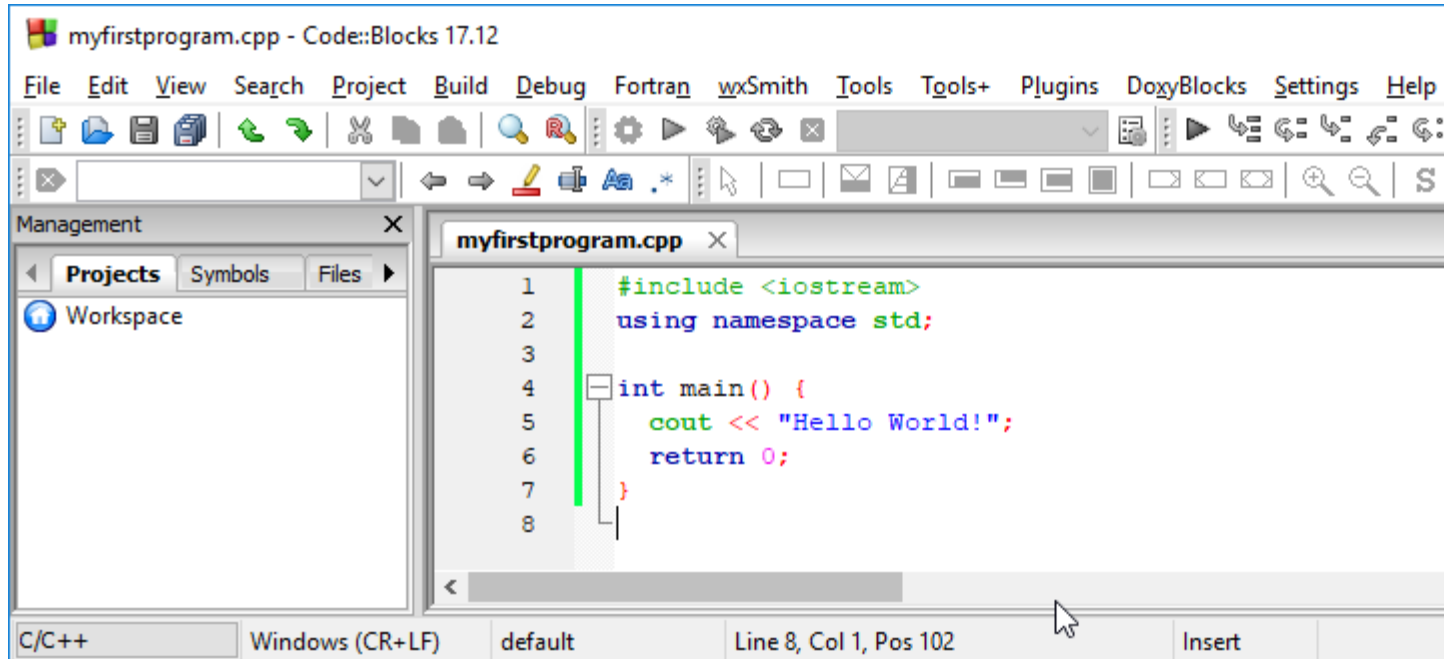 myfirstprogram.cpp - Code::Blocks 17.12
File Edit View Search Project Build Debug Fortran wxSmith Tools Tools+ Plugins DoxyBlocks Settings Help
Aa .* S
Management
myfirstprogram.cpp
Projects Symbols Files
Workspace
1 #include <iostream>
2 using namespace std;
3
4 int main() {
5 cout << "Hello World!";
6 return 0;
7 }
8
C/C++ Windows (CR+LF) default Line 8, Col 1, Pos 102 Insert